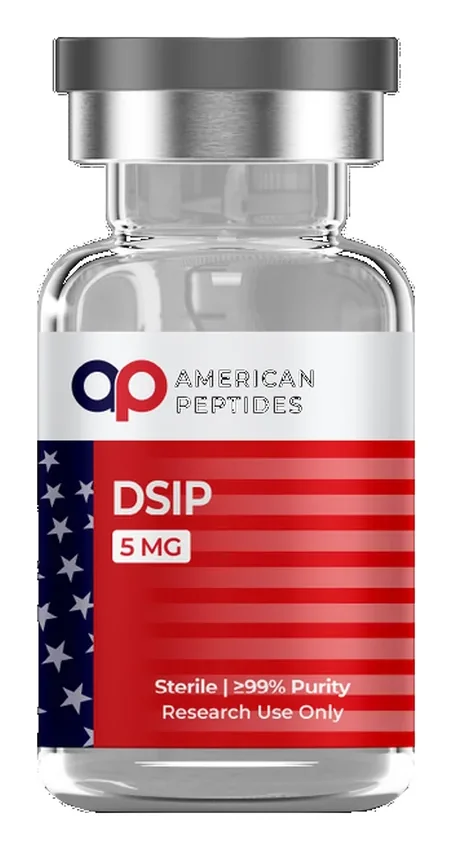 ap AMERICAN
PEPTIDES
DSIP
5 MG
Sterile | ≥99% Purity
Research Use Only